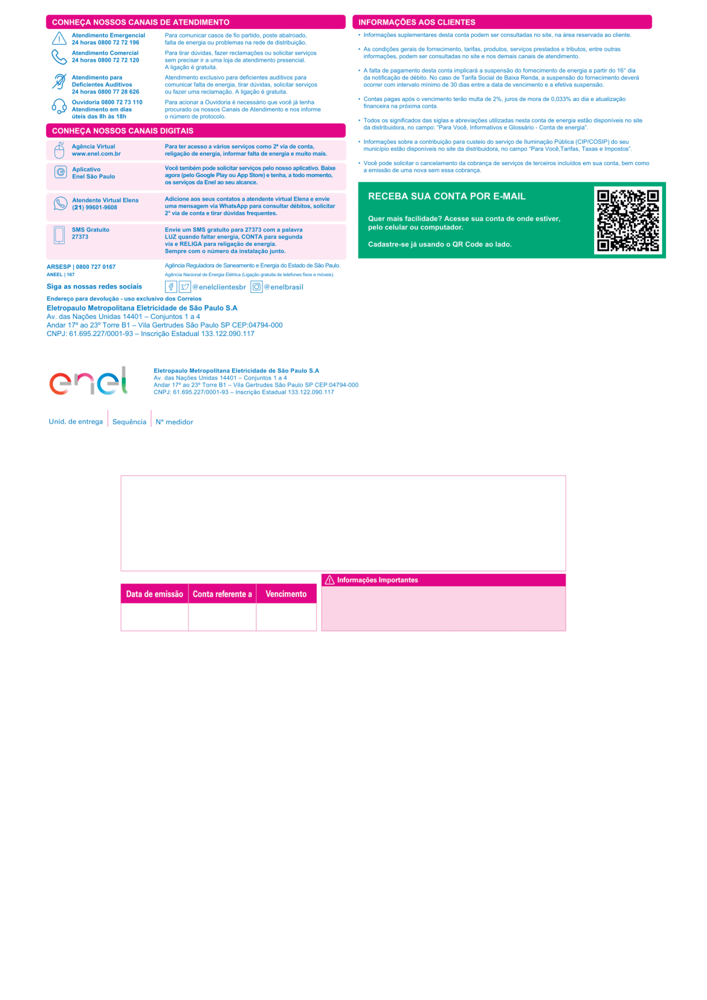 CONHEÇA NOSSOS CANAIS DE ATENDIMENTO
Atendimento Emergencial
24 horas 0800 72 72 196
Para comunicar casos de fio partido, poste abalroado,
falta de energia ou problemas na rede de distribuição.
Atendimento Comercial
24 horas 0800 72 72 120
Para tirar dúvidas, fazer reclamações ou solicitar serviços
sem precisar ir a uma loja de atendimento presencial.
A ligação é gratuita.
Atendimento para
Deficientes Auditivos
24 horas 0800 77 28 626
Atendimento exclusivo para deficientes auditivos para
comunicar falta de energia, tirar dúvidas, solicitar serviços
ou fazer uma reclamação. A ligação é gratuita.
Ouvidoria 0800 72 73 110
Atendimento em dias
úteis das 8h às 18h
Para acionar a Ouvidoria é necessário que você já tenha
procurado os nossos Canais de Atendimento e nos informe
o número de protocolo.
CONHEÇA NOSSOS CANAIS DIGITAIS
Agência Virtual
www.enel.com.br
Para ter acesso a vários serviços como 2ª via de conta,
religação de energia, informar falta de energia e muito mais.
Aplicativo
Enel São Paulo
Você também pode solicitar serviços pelo nosso aplicativo. Baixe
agora (pelo Google Play ou App Store) e tenha, a todo momento,
os serviços da Enel ao seu alcance.
Atendente Virtual Elena
(21) 99601-9608
Adicione aos seus contatos a atendente virtual Elena e envie
uma mensagem via WhatsApp para consultar débitos, solicitar
2° via de conta e tirar dúvidas frequentes.
SMS Gratuito
27373
Envie um SMS gratuito para 27373 com a palavra
LUZ quando faltar energia, CONTA para segunda
via e RELIGA para religação de energia.
Sempre com o número da instalação junto.
ARSESP | 0800 727 0167
Agência Reguladora de Saneamento e Energia do Estado de São Paulo.
ANEEL | 167
Agência Nacional de Energia Elétrica (Ligação gratuita de telefones fixos e móveis).
Siga as nossas redes sociais
@enelclientesbr
@enelbrasil
Endereço para devolução - uso exclusivo dos Correios
Eletropaulo Metropolitana Eletricidade de São Paulo S.A
Av. das Nações Unidas 14401 – Conjuntos 1 a 4
Andar 17º ao 23º Torre B1 – Vila Gertrudes São Paulo SP CEP:04794-000
CNPJ: 61.695.227/0001-93 – Inscrição Estadual 133.122.090.117
INFORMAÇÕES AOS CLIENTES
• Informações suplementares desta conta podem ser consultadas no site, na área reservada ao cliente.
• As condições gerais de fornecimento, tarifas, produtos, serviços prestados e tributos, entre outras
informações, podem ser consultadas no site e nos demais canais de atendimento.
• A falta de pagamento desta conta implicará a suspensão do fornecimento de energia a partir do 16° dia
da notificação de débito. No caso de Tarifa Social de Baixa Renda, a suspensão do fornecimento deverá
ocorrer com intervalo mínimo de 30 dias entre a data de vencimento e a efetiva suspensão.
• Contas pagas após o vencimento terão multa de 2%, juros de mora de 0,033% ao dia e atualização
financeira na próxima conta.
• Todos os significados das siglas e abreviações utilizadas nesta conta de energia estão disponíveis no site
da distribuidora, no campo: “Para Você, Informativos e Glossário - Conta de energia”.
• Informações sobre a contribuição para custeio do serviço de Iluminação Pública (CIP/COSIP) do seu
município estão disponíveis no site da distribuidora, no campo “Para Você,Tarifas, Taxas e Impostos”.
• Você pode solicitar o cancelamento da cobrança de serviços de terceiros incluídos em sua conta, bem como
a emissão de uma nova sem essa cobrança.
RECEBA SUA CONTA POR E-MAIL
Quer mais facilidade? Acesse sua conta de onde estiver,
pelo celular ou computador.
Cadastre-se já usando o QR Code ao lado.
enel
Eletropaulo Metropolitana Eletricidade de São Paulo S.A
Av. das Nações Unidas 14401 – Conjuntos 1 a 4
Andar 17º ao 23º Torre B1 – Vila Gertrudes São Paulo SP CEP:04794-000
CNPJ: 61.695.227/0001-93 – Inscrição Estadual 133.122.090.117
Unid. de entrega
Sequência
N° medidor
Informações Importantes
Data de emissão
Conta referente a
Vencimento